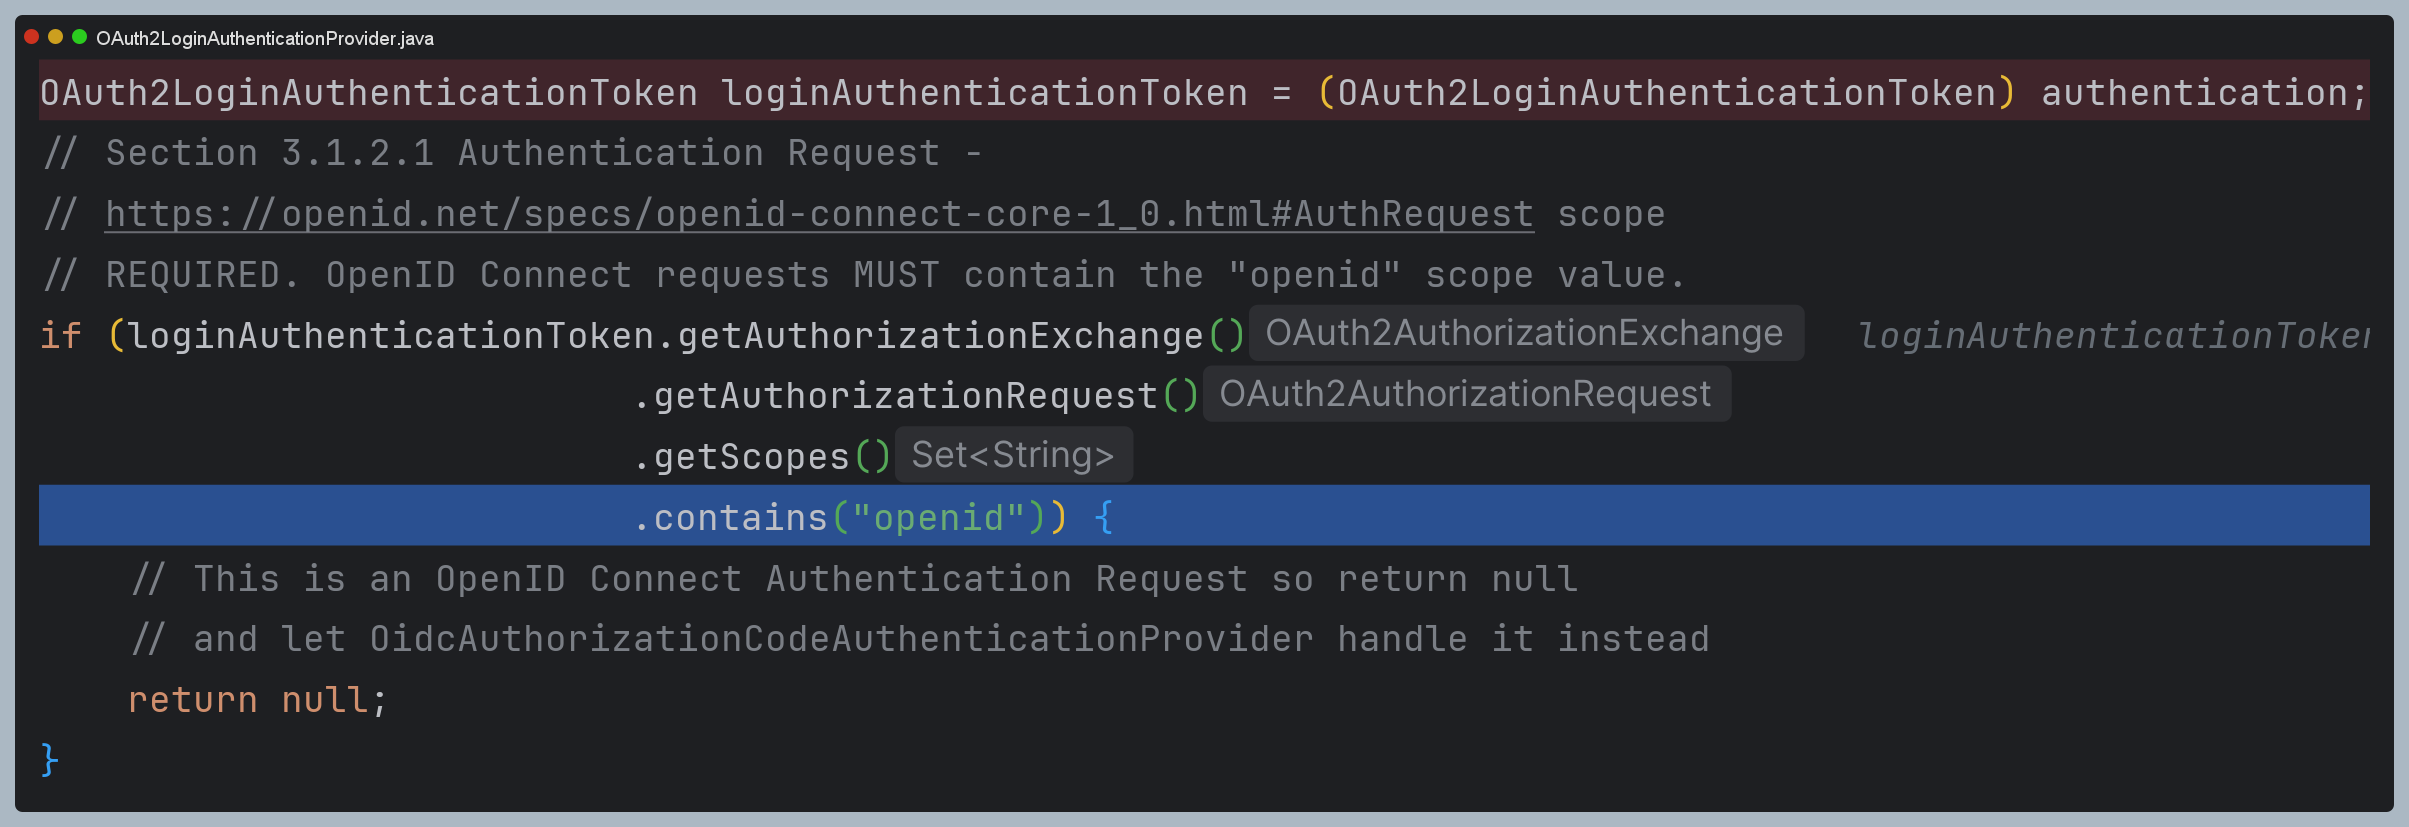 OAuth2LoginAuthenticationProvider.java
OAuth2LoginAuthenticationToken loginAuthenticationToken = (OAuth2LoginAuthenticationToken) authentication;
// Section 3.1.2.1 Authentication Request -
// https://openid.net/specs/openid-connect-core-1_0.html#AuthRequest scope
// REQUIRED. OpenID Connect requests MUST contain the "openid" scope value.
if (loginAuthenticationToken.getAuthorizationExchange() OAuth2AuthorizationExchange loginAuthenticationToken
.getAuthorizationRequest() OAuth2AuthorizationRequest
.getScopes() Set<String>
.contains("openid")) {
// This is an OpenID Connect Authentication Request so return null
// and let OidcAuthorizationCodeAuthenticationProvider handle it instead
return null;
}